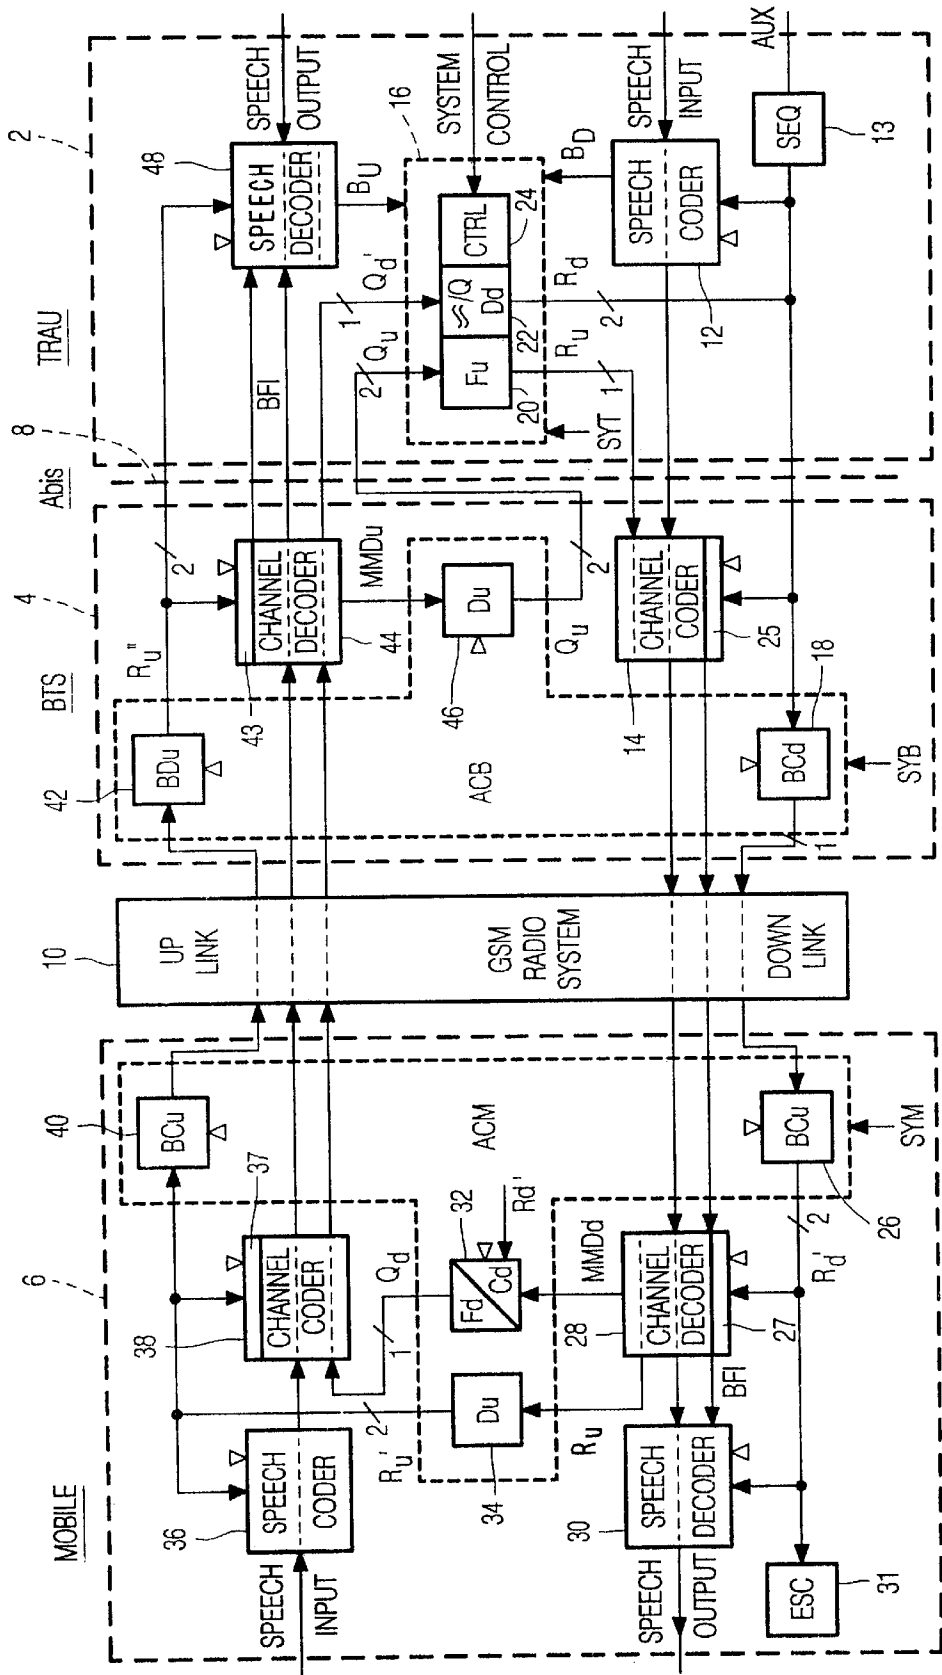 2
TRAU
8
Abis
4
BTS
10
6
MOBILE
48
SPEECH
DECODER
SPEECH
OUTPUT
BU
16
SYSTEM
CONTROL
CTRL
24
≈/Q
Dd
22
Fu
20
Qd'
1
Qu
2
Rd
2
Ru
1
SYT
BD
SPEECH
CODER
12
SPEECH
INPUT
AUX
SEQ
13
BFI
Ru"
2
BDu
42
CHANNEL
DECODER
43
44
MMDu
Du
46
Qu
2
CHANNEL
CODER
14
25
BCd
18
1
ACB
SYB
UP
LINK
GSM
RADIO
SYSTEM
DOWN
LINK
BCu
40
37
CHANNEL
CODER
38
Qd
1
ACM
32
Fd
Cd
Rd'
MMDd
CHANNEL
DECODER
28
27
BCu
26
SYM
2
Rd'
SPEECH
CODER
36
SPEECH
INPUT
Ru'
2
Du
34
Ru
BFI
SPEECH
DECODER
30
SPEECH
OUTPUT
ESC
31